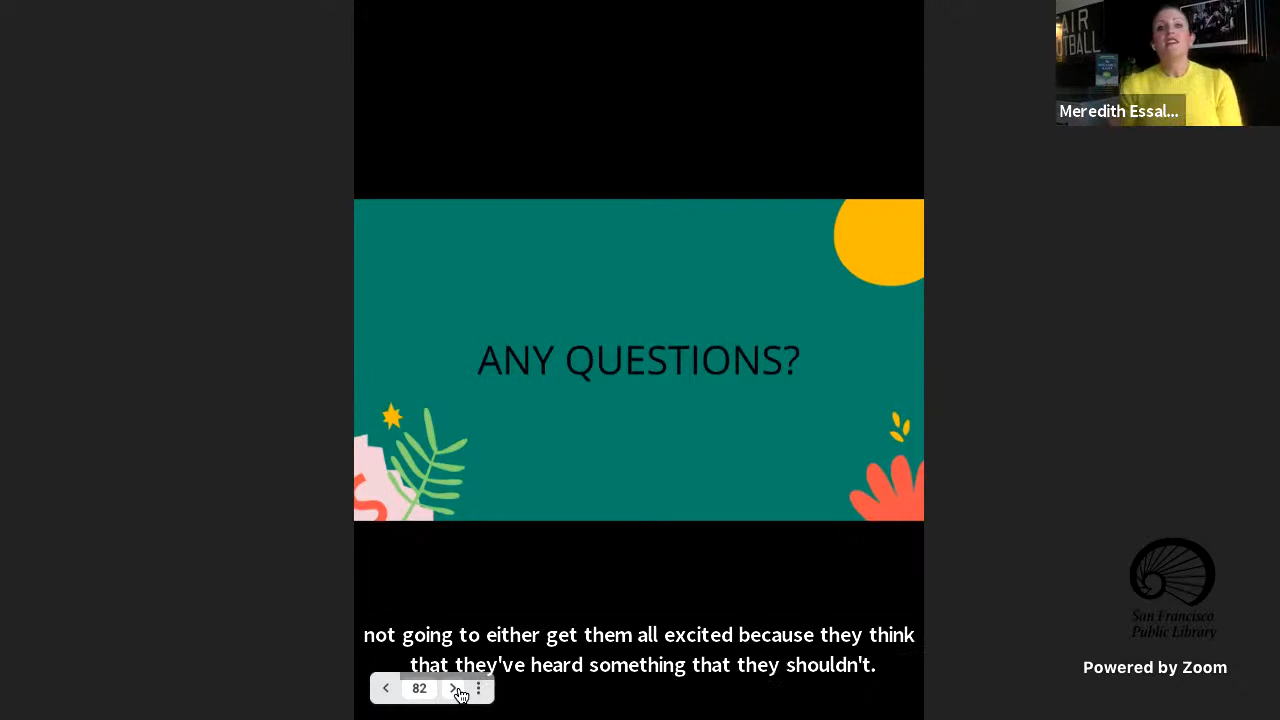 AIR
TBALL
Meredith Essal...
ANY QUESTIONS?
not going to either get them all excited because they think
that they've heard something that they shouldn't.
82
San Francisco
Public Library
Powered by Zoom